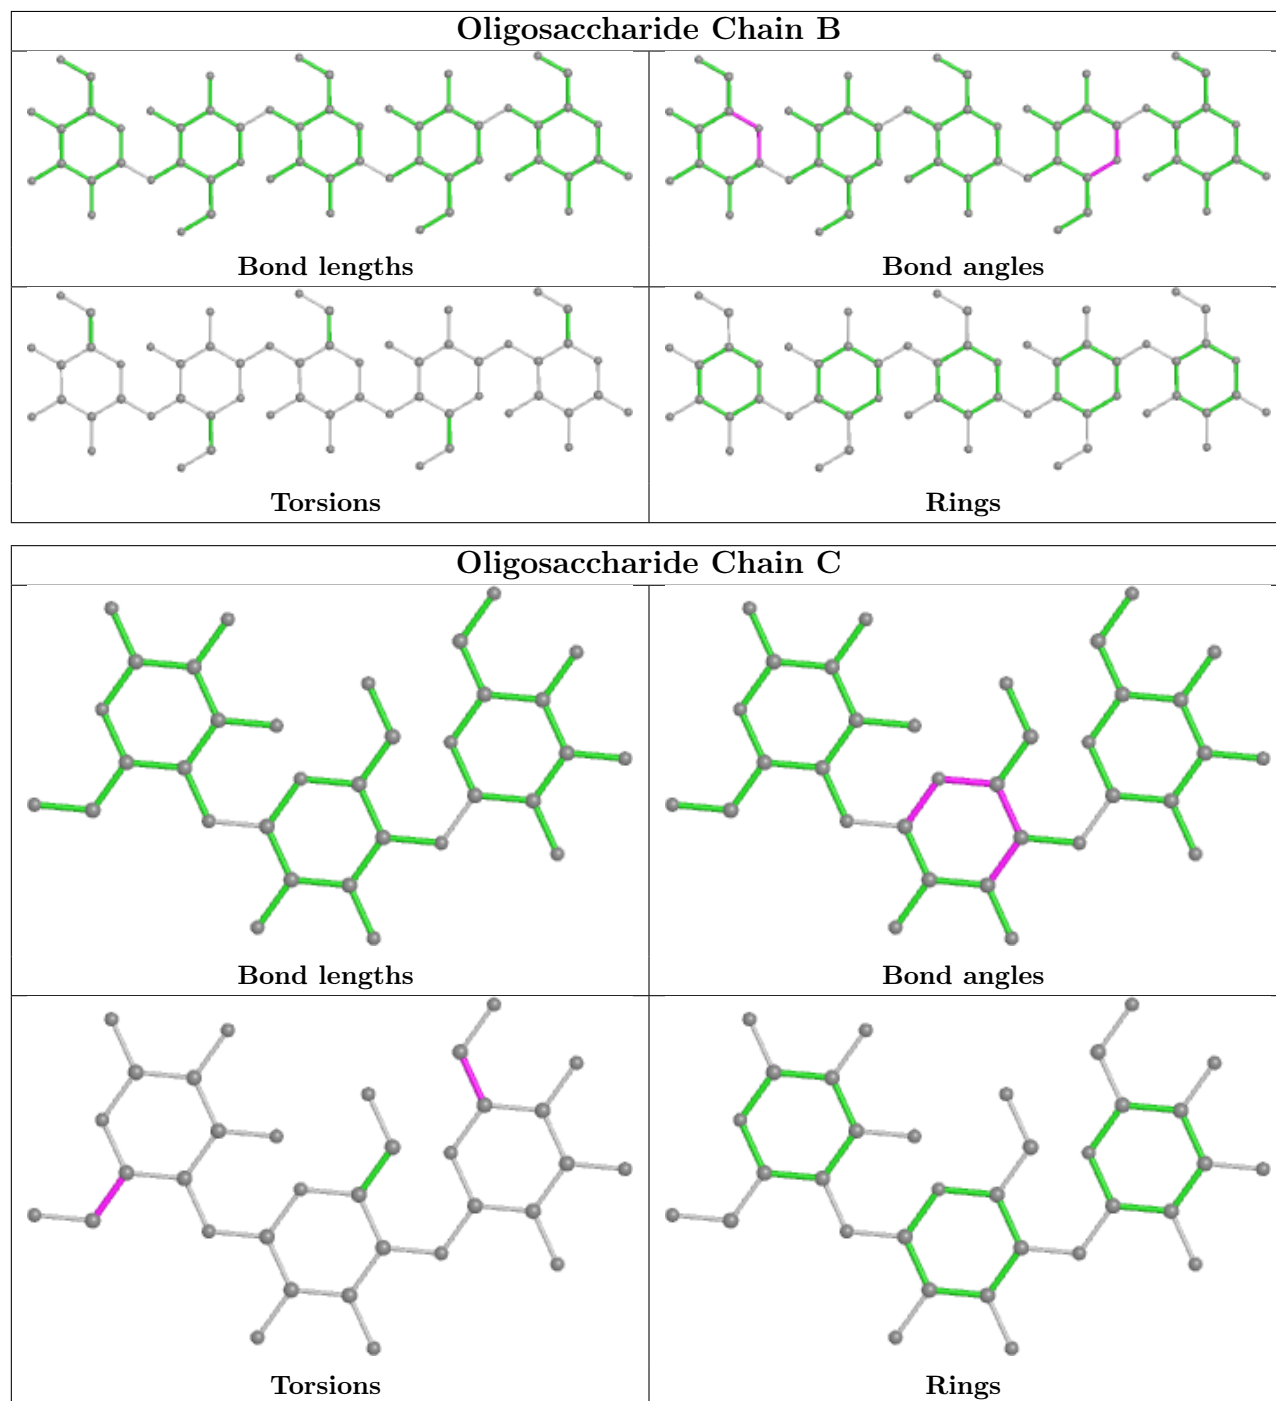 Oligosaccharide Chain B
Bond lengths
Bond angles
Torsions
Rings
Oligosaccharide Chain C
Bond lengths
Bond angles
Torsions
Rings